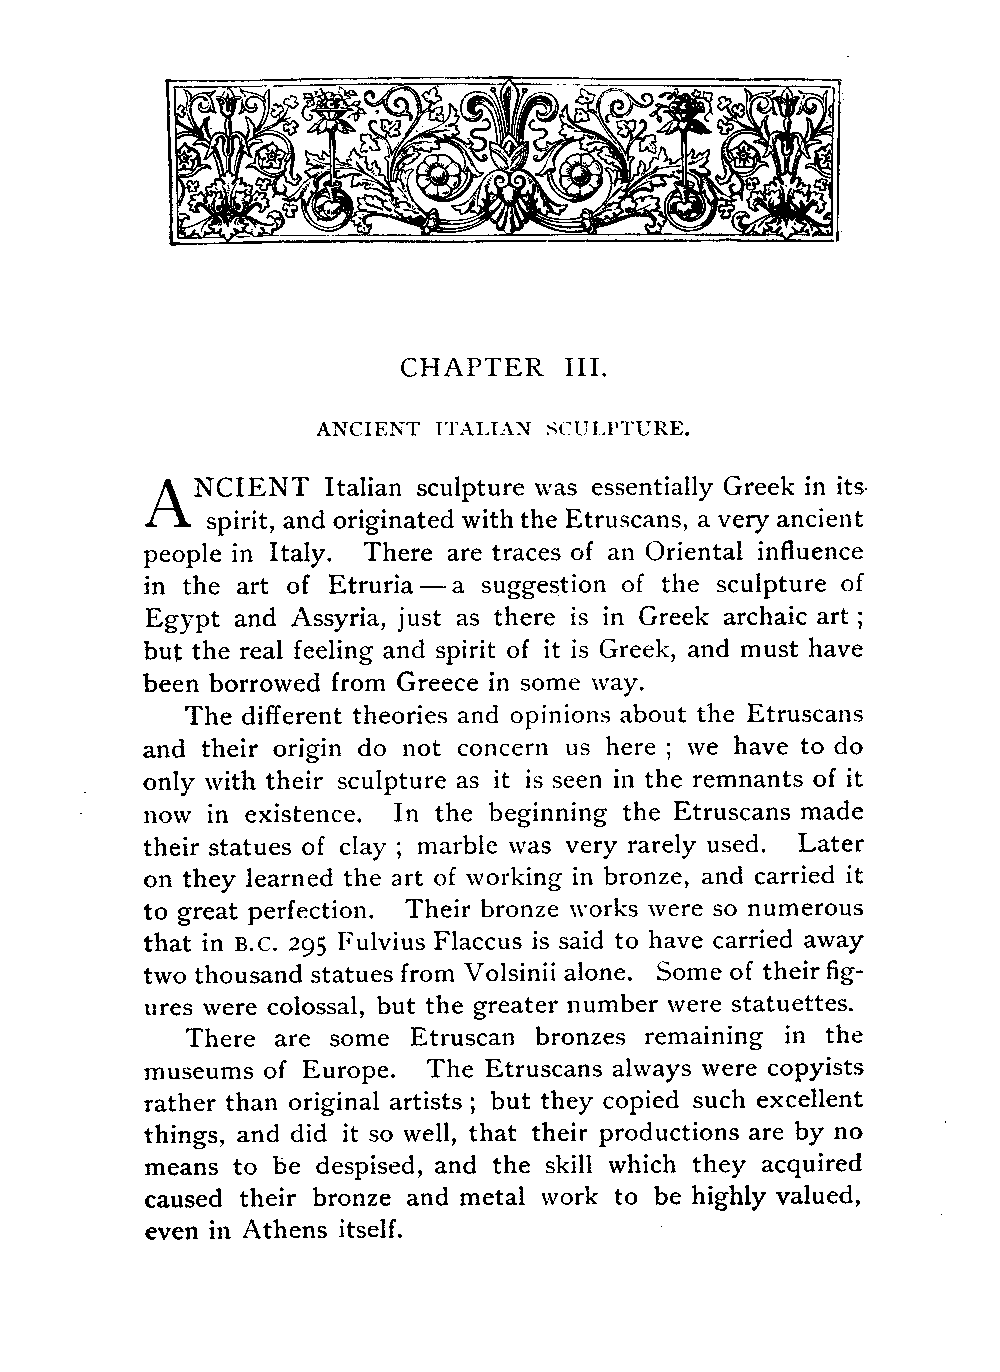 CHAPTER III.
ANCIENT ITALIAN SCULPTURE.
ANCIENT Italian sculpture was essentially Greek in its
spirit, and originated with the Etruscans, a very ancient
people in Italy. There are traces of an Oriental influence
in the art of Etruria — a suggestion of the sculpture of
Egypt and Assyria, just as there is in Greek archaic art ;
but the real feeling and spirit of it is Greek, and must have
been borrowed from Greece in some way.
The different theories and opinions about the Etruscans
and their origin do not concern us here ; we have to do
only with their sculpture as it is seen in the remnants of it
now in existence. In the beginning the Etruscans made
their statues of clay ; marble was very rarely used. Later
on they learned the art of working in bronze, and carried it
to great perfection. Their bronze works were so numerous
that in B.C. 295 Fulvius Flaccus is said to have carried away
two thousand statues from Volsinii alone. Some of their fig-
ures were colossal, but the greater number were statuettes.
There are some Etruscan bronzes remaining in the
museums of Europe. The Etruscans always were copyists
rather than original artists ; but they copied such excellent
things, and did it so well, that their productions are by no
means to be despised, and the skill which they acquired
caused their bronze and metal work to be highly valued,
even in Athens itself.